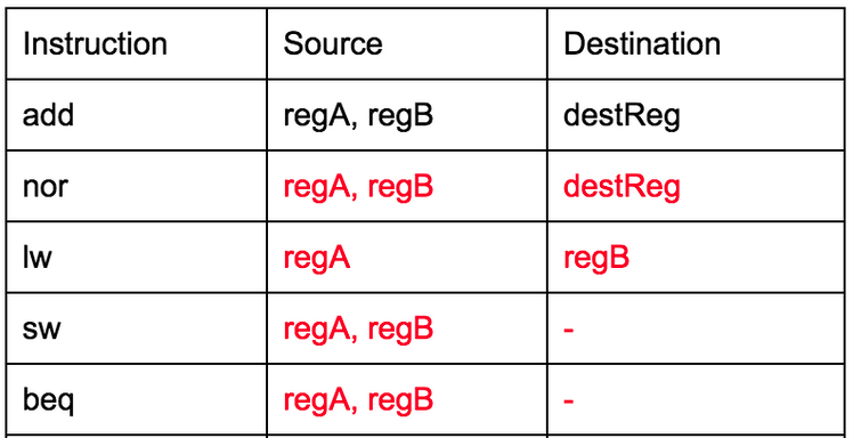 Instruction Source Destination
add regA, regB destReg
nor regA, regB destReg
lw regA regB
sw regA, regB -
beq regA, regB -